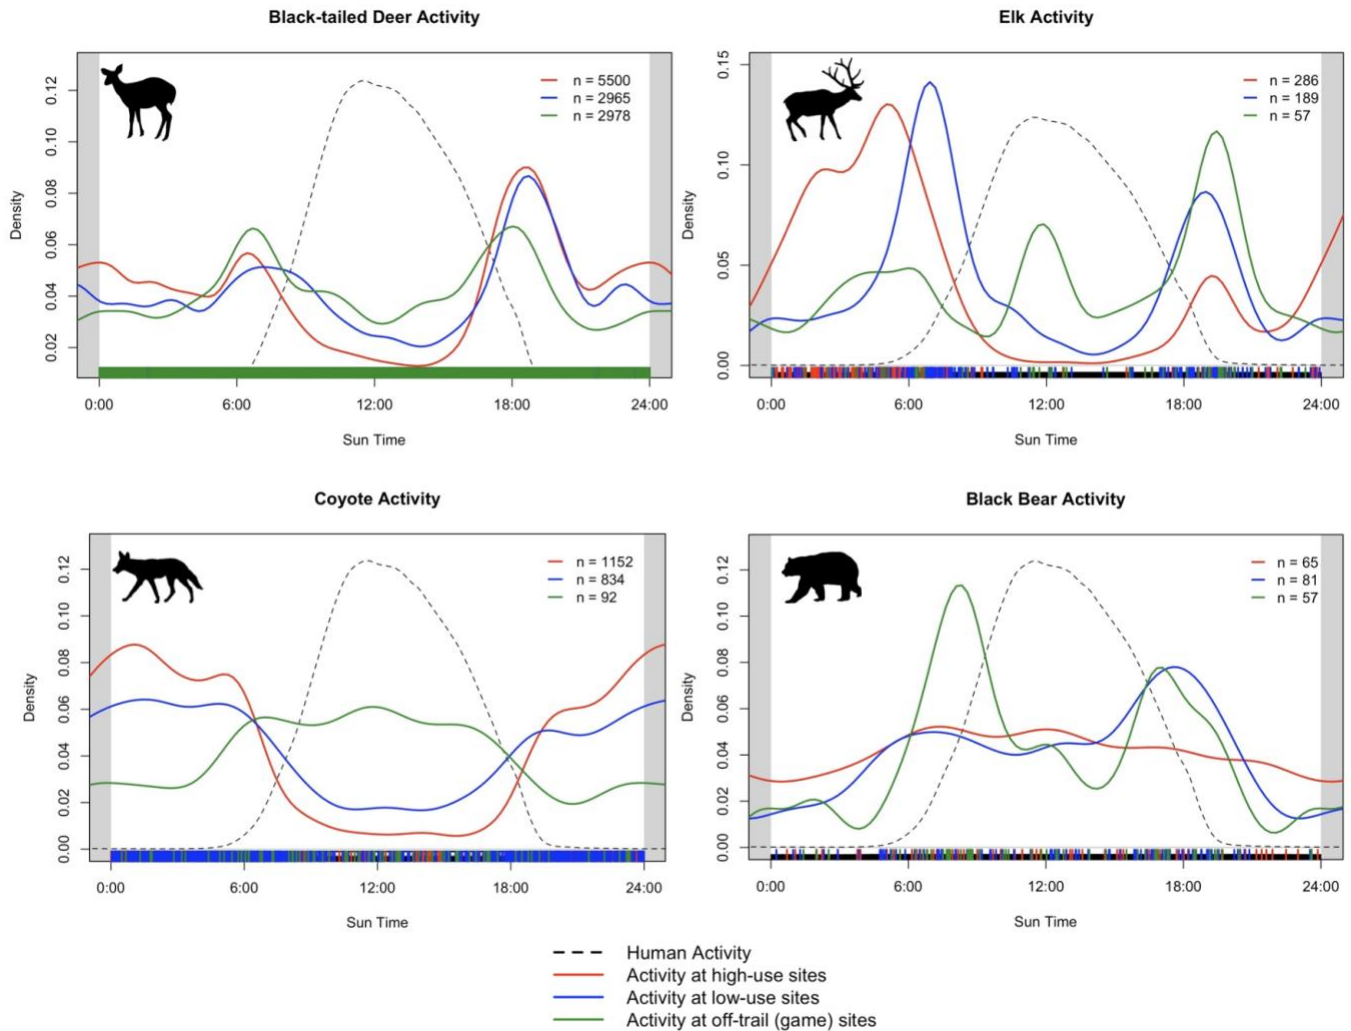 Black-tailed Deer Activity
Density
0.02 0.04 0.06 0.08 0.10 0.12
n = 5500
n = 2965
n = 2978
0:00 6:00 12:00 18:00 24:00
Sun Time
Elk Activity
Density
0.00 0.05 0.10 0.15
n = 286
n = 189
n = 57
0:00 6:00 12:00 18:00 24:00
Sun Time
Coyote Activity
Density
0.00 0.02 0.04 0.06 0.08 0.10 0.12
n = 1152
n = 834
n = 92
0:00 6:00 12:00 18:00 24:00
Sun Time
Black Bear Activity
Density
0.00 0.02 0.04 0.06 0.08 0.10 0.12
n = 65
n = 81
n = 57
0:00 6:00 12:00 18:00 24:00
Sun Time
Human Activity
Activity at high-use sites
Activity at low-use sites
Activity at off-trail (game) sites